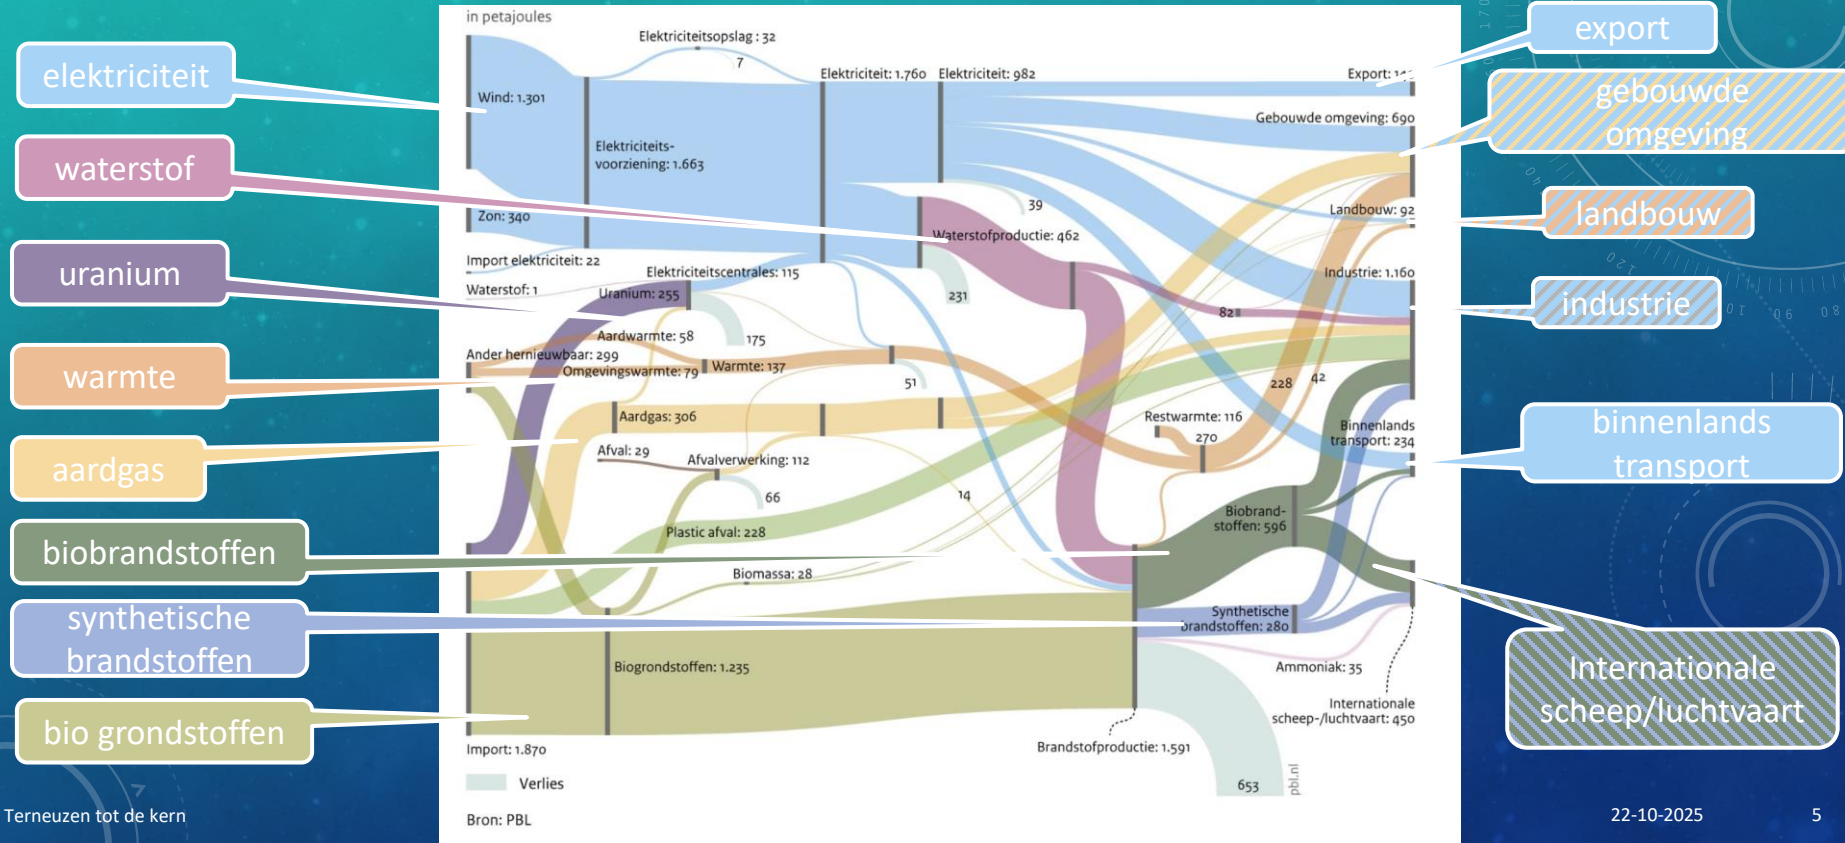 elektriciteit
waterstof
uranium
warmte
aardgas
biobrandstoffen
synthetische
brandstoffen
bio grondstoffen
in petajoules
Elektriciteitsopslag : 32
7
Wind: 1.301
Elektriciteits-
voorziening: 1.663
Elektriciteit: 1.760
Elektriciteit: 982
Export:
Gebouwde omgeving: 690
Zon: 340
39
Landbouw: 92
Waterstofproductie: 462
Import elektriciteit: 22
Elektriciteitscentrales: 115
Industrie: 1.160
Waterstof: 1
Uranium: 255
231
82
Aardwarmte: 58
175
Ander hernieuwbaar: 299
Omgevingswarmte: 79
Warmte: 137
51
228
42
Aardgas: 306
Restwarmte: 116
270
Binnenlands
transport: 234
Afval: 29
Afvalverwerking: 112
66
14
Plastic afval: 228
Biobrand-
stoffen: 596
Biomassa: 28
Synthetische
brandstoffen: 280
Biogrondstoffen: 1.235
Ammoniak: 35
Internationale
scheep-/luchtvaart: 450
Import: 1.870
Brandstofproductie: 1.591
Verlies
653
pbl.nl
Bron: PBL
export
gebouwde
omgeving
landbouw
industrie
binnenlands
transport
Internationale
scheep/luchtvaart
170
40
120
10
90
80
Terneuzen tot de kern
22-10-2025
5